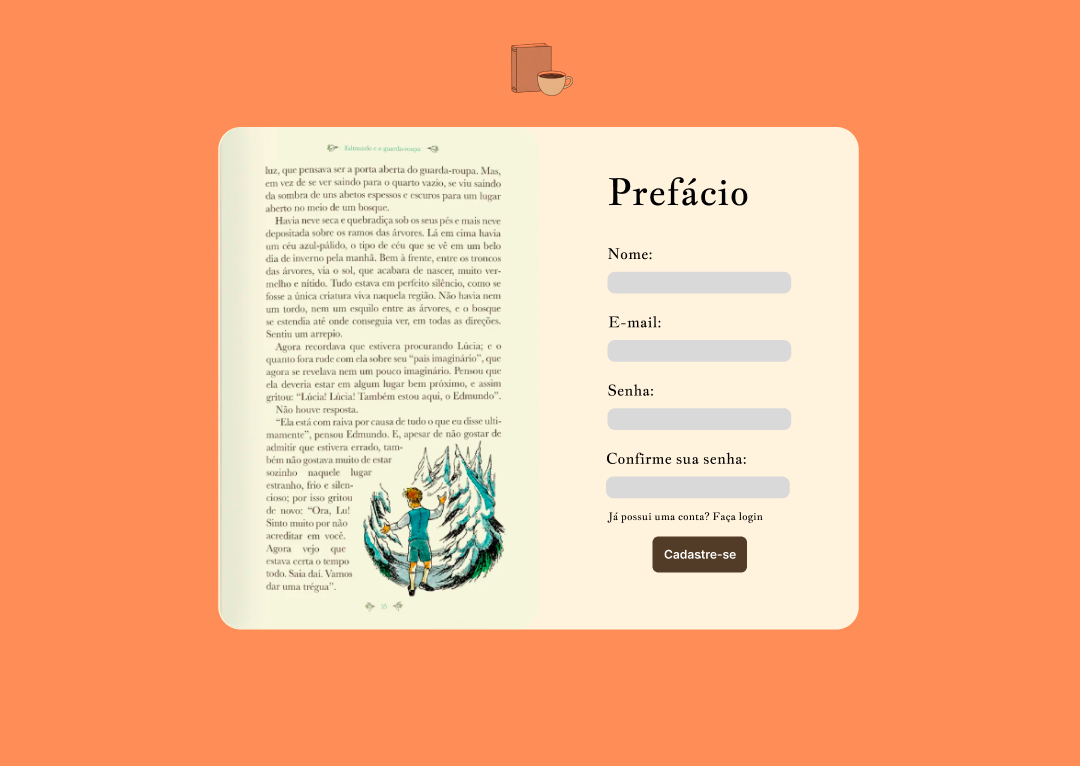 Edmundo e o guarda-roupa
luz, que pensava ser a porta aberta do guarda-roupa. Mas,
em vez de se ver saindo para o quarto vazio, se viu saindo
da sombra de uns abetos espessos e escuros para um lugar
aberto no meio de um bosque.
Havia neve seca e quebradiça sob os seus pés e mais neve
depositada sobre os ramos das árvores. Lá em cima havia
um céu azul-pálido, o tipo de céu que se vê em um belo
dia de inverno pela manhã. Bem à frente, entre os troncos
das árvores, via o sol, que acabara de nascer, muito ver-
melho e nítido. Tudo estava em perfeito silêncio, como se
fosse a única criatura viva naquela região. Não havia nem
um tordo, nem um esquilo entre as árvores, e o bosque
se estendia até onde conseguia ver, em todas as direções.
Sentiu um arrepio.
Agora recordava que estivera procurando Lúcia; e o
quanto fora rude com ela sobre seu “país imaginário”, que
agora se revelava nem um pouco imaginário. Pensou que
ela deveria estar em algum lugar bem próximo, e assim
gritou: “Lúcia! Lúcia! Também estou aqui, o Edmundo”.
Não houve resposta.
“Ela está com raiva por causa de tudo o que eu disse ulti-
mamente”, pensou Edmundo. E, apesar de não gostar de
admitir que estivera errado, tam-
bém não gostava muito de estar
sozinho naquele lugar
estranho, frio e silen-
cioso; por isso gritou
de novo: “Ora, Lu!
Sinto muito por não
acreditar em você.
Agora vejo que
estava certa o tempo
todo. Saia daí. Vamos
dar uma trégua”.
Prefácio
Nome:
E-mail:
Senha:
Confirme sua senha:
Já possui uma conta? Faça login
Cadastre-se